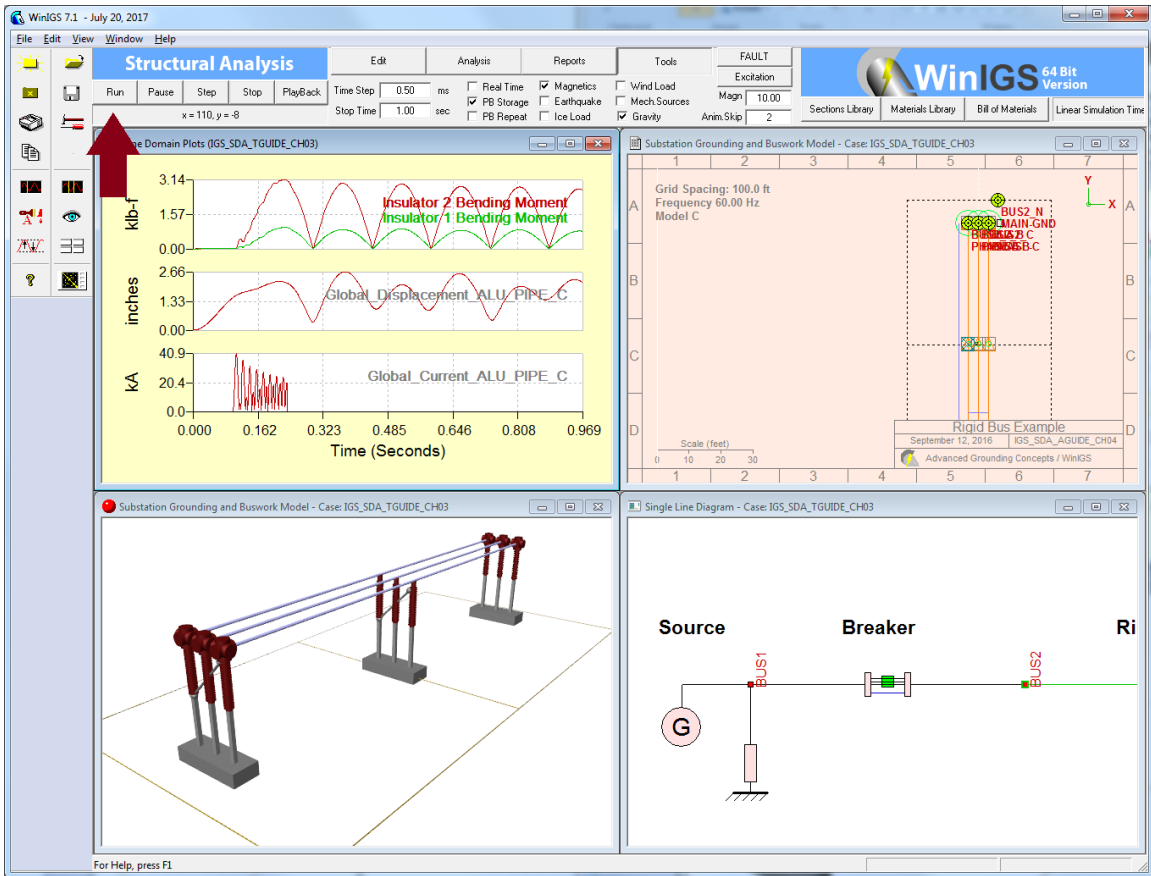 WinIGS 7.1 - July 20, 2017
File Edit View Window Help
Structural Analysis
Edit Analysis Reports Tools
FAULT
Excitation
Magn 10.00
Anim.Skip 2
WinIGS 64 Bit Version
Run Pause Step Stop PlayBack
x = 110, y = -8
Time Step 0.50 ms
Stop Time 1.00 sec
Real Time Magnetics Wind Load
PB Storage Earthquake Mech.Sources
PB Repeat Ice Load Gravity
Sections Library Materials Library Bill of Materials Linear Simulation Time
Domain Plots (IGS_SDA_TGUIDE_CH03)
klb-f
3.14
1.57
0.00
Insulator 2 Bending Moment
Insulator 1 Bending Moment
inches
2.66
1.33
0.00
Global_Displacement_ALU_PIPE_C
kA
40.9
20.4
0.0
Global_Current_ALU_PIPE_C
0.000 0.162 0.323 0.485 0.646 0.808 0.969
Time (Seconds)
Substation Grounding and Buswork Model - Case: IGS_SDA_TGUIDE_CH03
1 2 3 4 5 6 7
Grid Spacing: 100.0 ft
Frequency 60.00 Hz
Model C
Y
X
A A
BUS2_N
MAIN-GND
B B
C C
D D
Scale (feet)
0 10 20 30
Rigid Bus Example
September 12, 2016 IGS_SDA_AGUIDE_CH04
Advanced Grounding Concepts / WinIGS
1 2 3 4 5 6 7
Substation Grounding and Buswork Model - Case: IGS_SDA_TGUIDE_CH03
Single Line Diagram - Case: IGS_SDA_TGUIDE_CH03
Source Breaker Ri
BUS1
BUS2
G
For Help, press F1